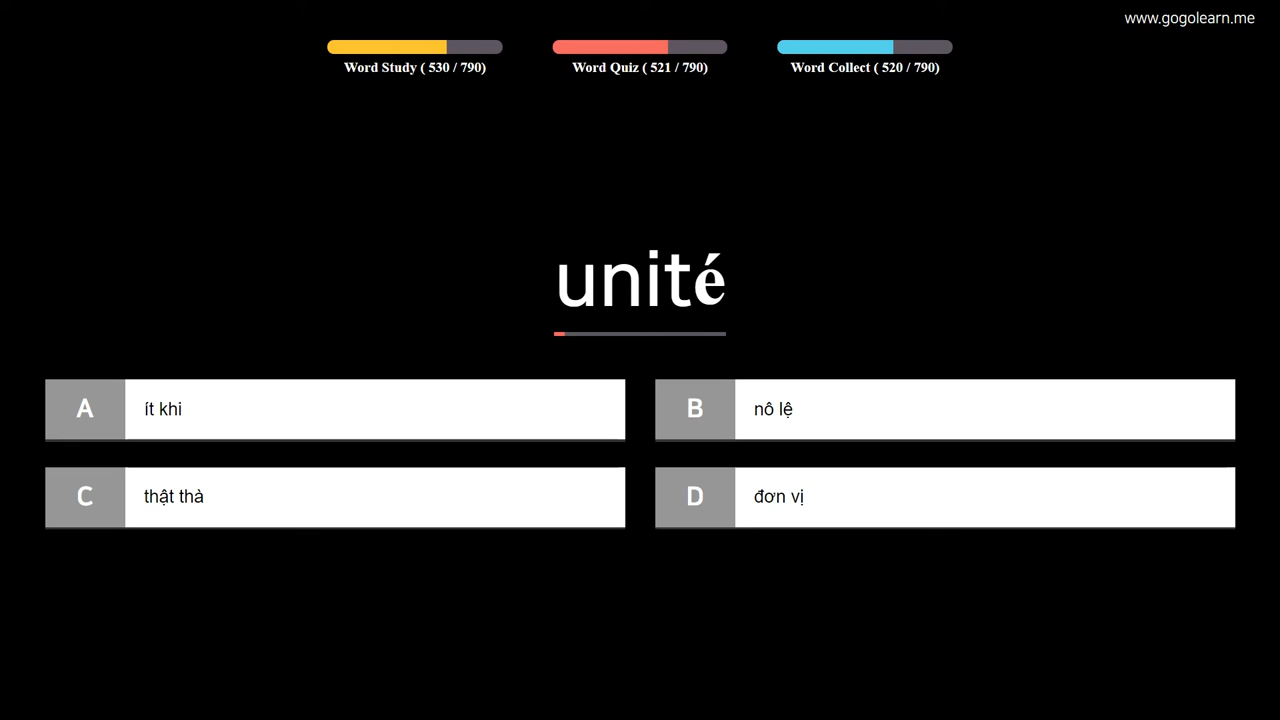 www.gogolearn.me
Word Study ( 530 / 790)
Word Quiz ( 521 / 790)
Word Collect ( 520 / 790)
unité
A ít khi
B nô lệ
C thật thà
D đơn vị